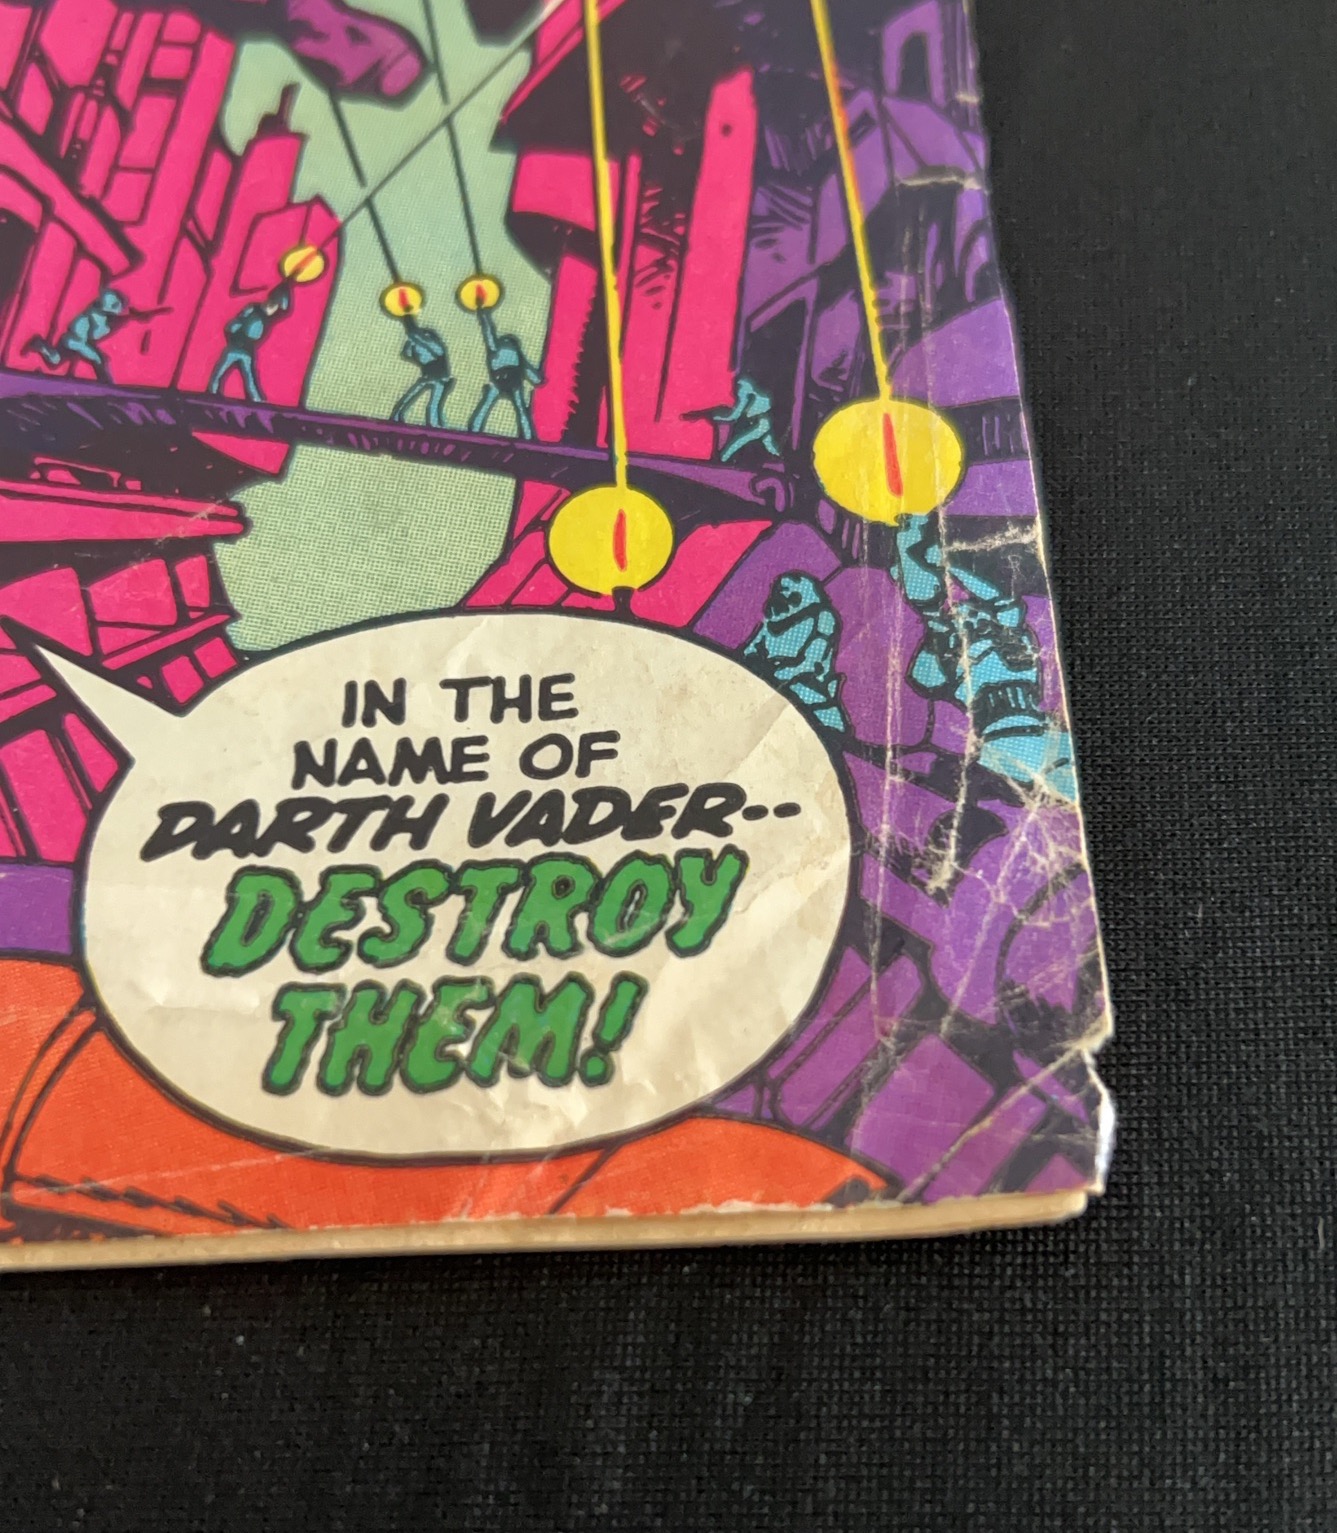 IN THE
NAME OF
DARTH VADER--
DESTROY
THEM!